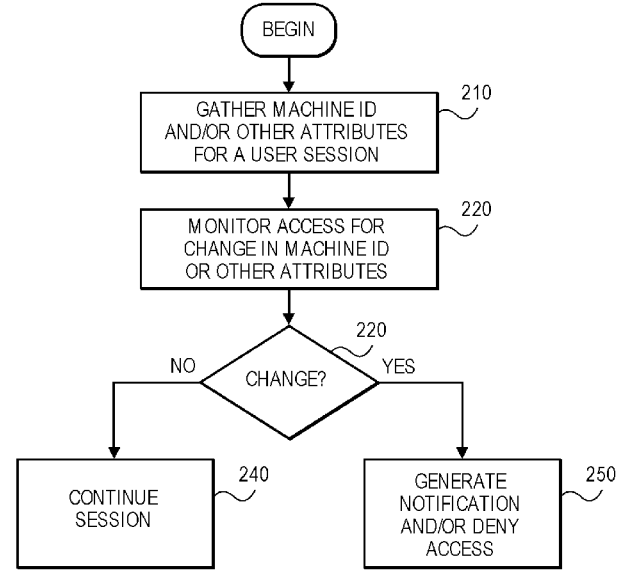 BEGIN
210
GATHER MACHINE ID
AND/OR OTHER ATTRIBUTES
FOR A USER SESSION
220
MONITOR ACCESS FOR
CHANGE IN MACHINE ID
OR OTHER ATTRIBUTES
220
NO
CHANGE?
YES
240
CONTINUE
SESSION
250
GENERATE
NOTIFICATION
AND/OR DENY
ACCESS